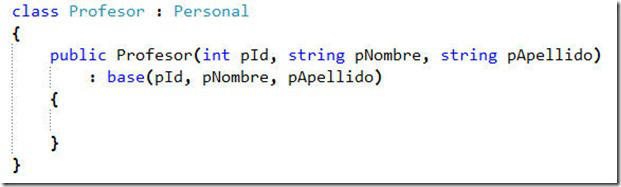 class Profesor : Personal
{
public Profesor(int pId, string pNombre, string pApellido)
: base(pId, pNombre, pApellido)
{
}
}